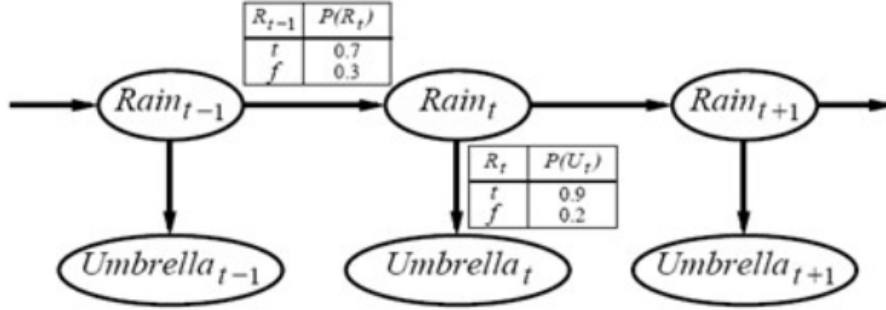 R_{t-1} P(R_t)
t 0.7
f 0.3
Rain_{t-1} Rain_t Rain_{t+1}
R_t P(U_t)
t 0.9
f 0.2
Umbrella_{t-1} Umbrella_t Umbrella_{t+1}